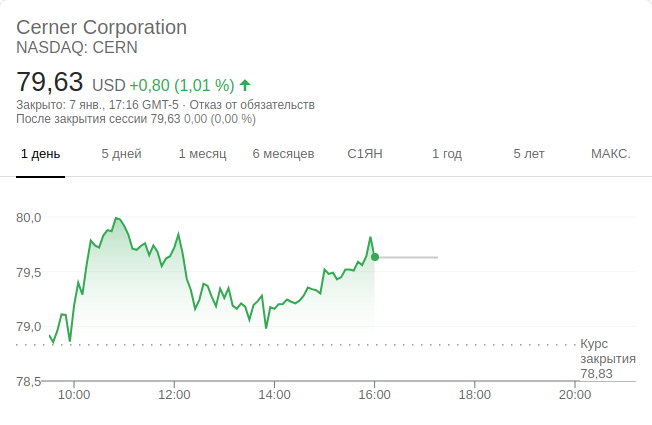 Cerner Corporation
NASDAQ: CERN
79,63 USD +0,80 (1,01 %)
Закрыто: 7 янв., 17:16 GMT-5 · Отказ от обязательств
После закрытия сессии 79,63 0,00 (0,00 %)
1 день 5 дней 1 месяц 6 месяцев С1ЯН 1 год 5 лет МАКС.
80,0
79,5
79,0
Курс
закрытия
78,83
78,5
10:00 12:00 14:00 16:00 18:00 20:00